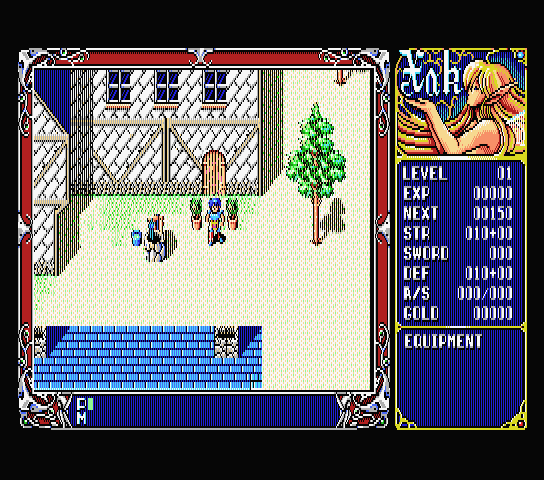 Xak
LEVEL 01
EXP 00000
NEXT 00150
STR 010+00
SWORD 000
DEF 010+00
A/S 000/000
GOLD 00000
EQUIPMENT
P
M